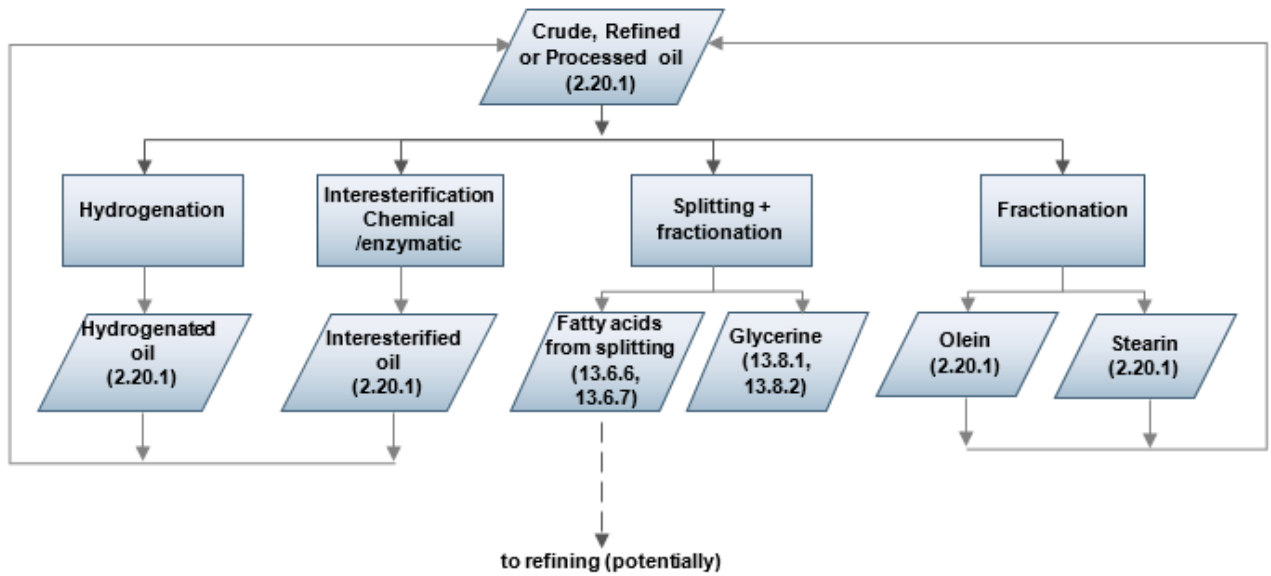 Crude, Refined
or Processed oil
(2.20.1)
Hydrogenation
Interesterification
Chemical
/enzymatic
Splitting +
fractionation
Fractionation
Hydrogenated
oil
(2.20.1)
Interesterified
oil
(2.20.1)
Fatty acids
from splitting
(13.6.6,
13.6.7)
Glycerine
(13.8.1,
13.8.2)
Olein
(2.20.1)
Stearin
(2.20.1)
to refining (potentially)